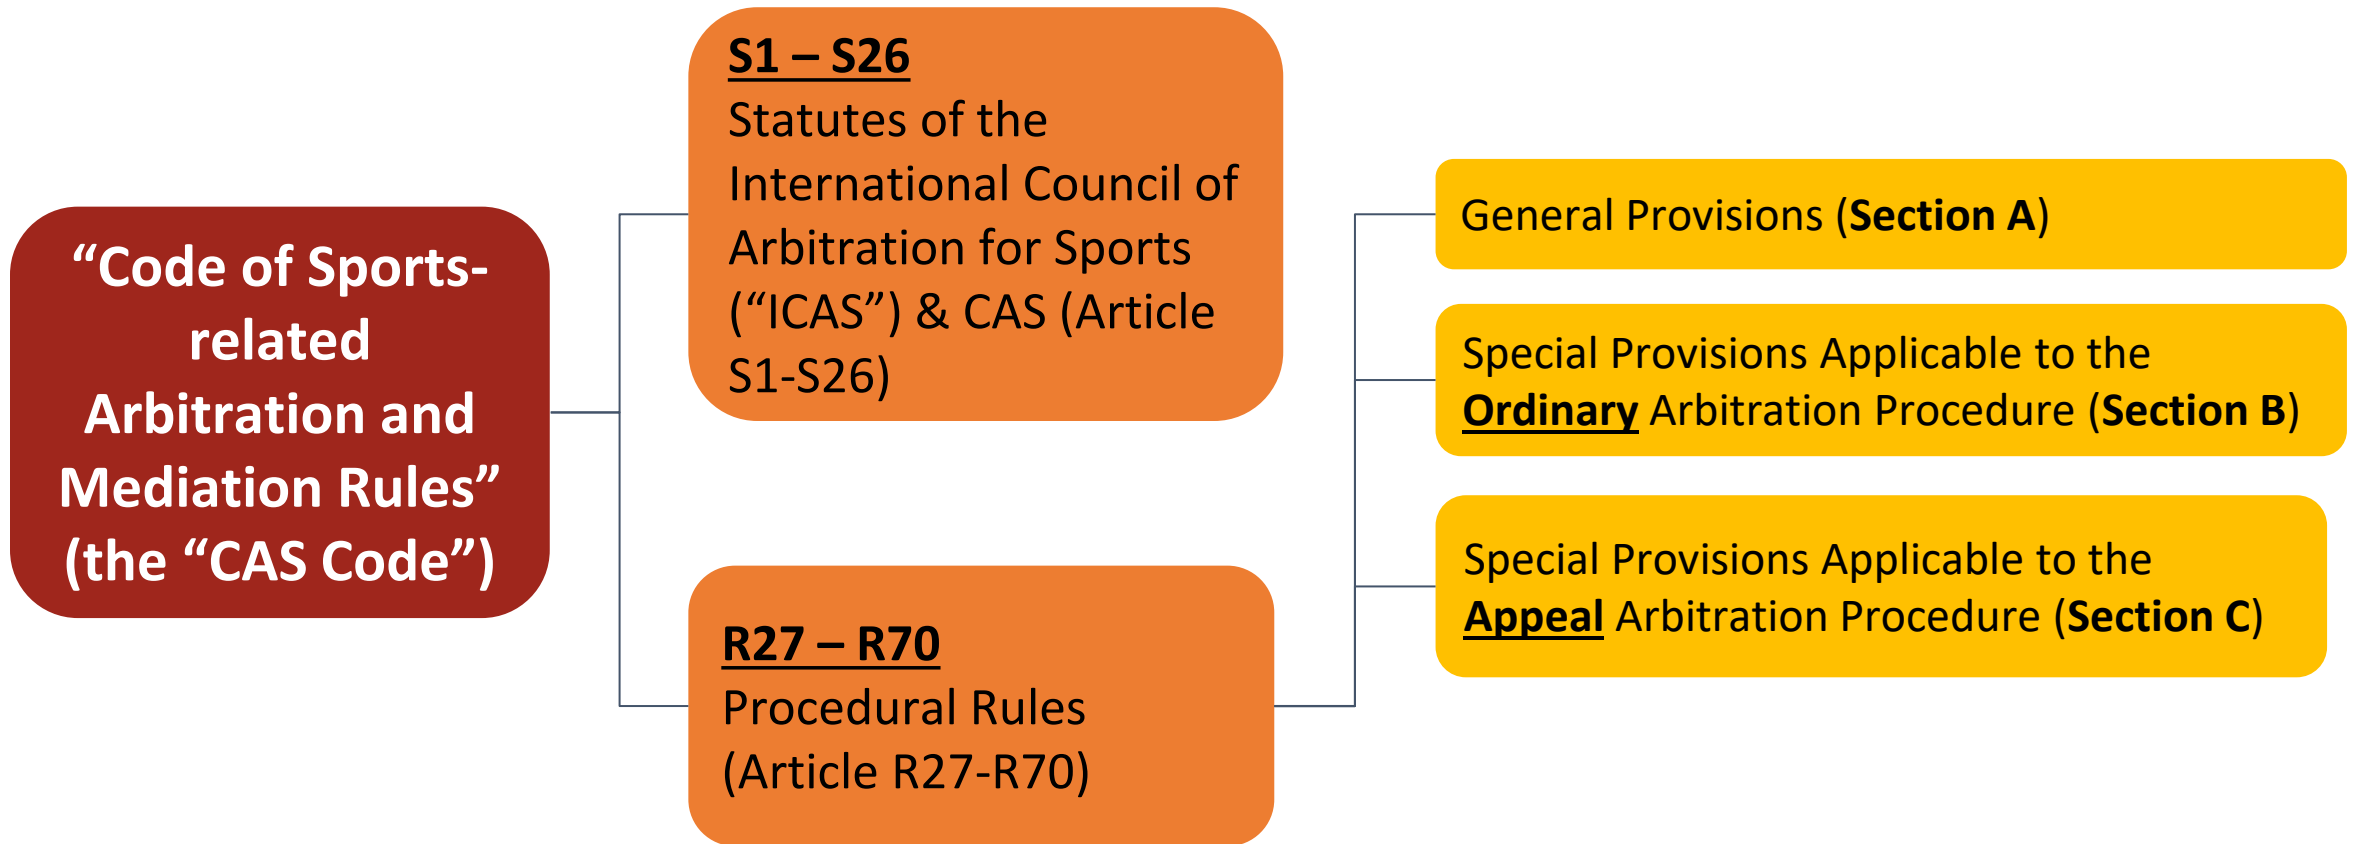 “Code of Sports-
related
Arbitration and
Mediation Rules”
(the “CAS Code”)
S1 – S26
Statutes of the
International Council of
Arbitration for Sports
(“ICAS”) & CAS (Article
S1-S26)
R27 – R70
Procedural Rules
(Article R27-R70)
General Provisions (Section A)
Special Provisions Applicable to the
Ordinary Arbitration Procedure (Section B)
Special Provisions Applicable to the
Appeal Arbitration Procedure (Section C)